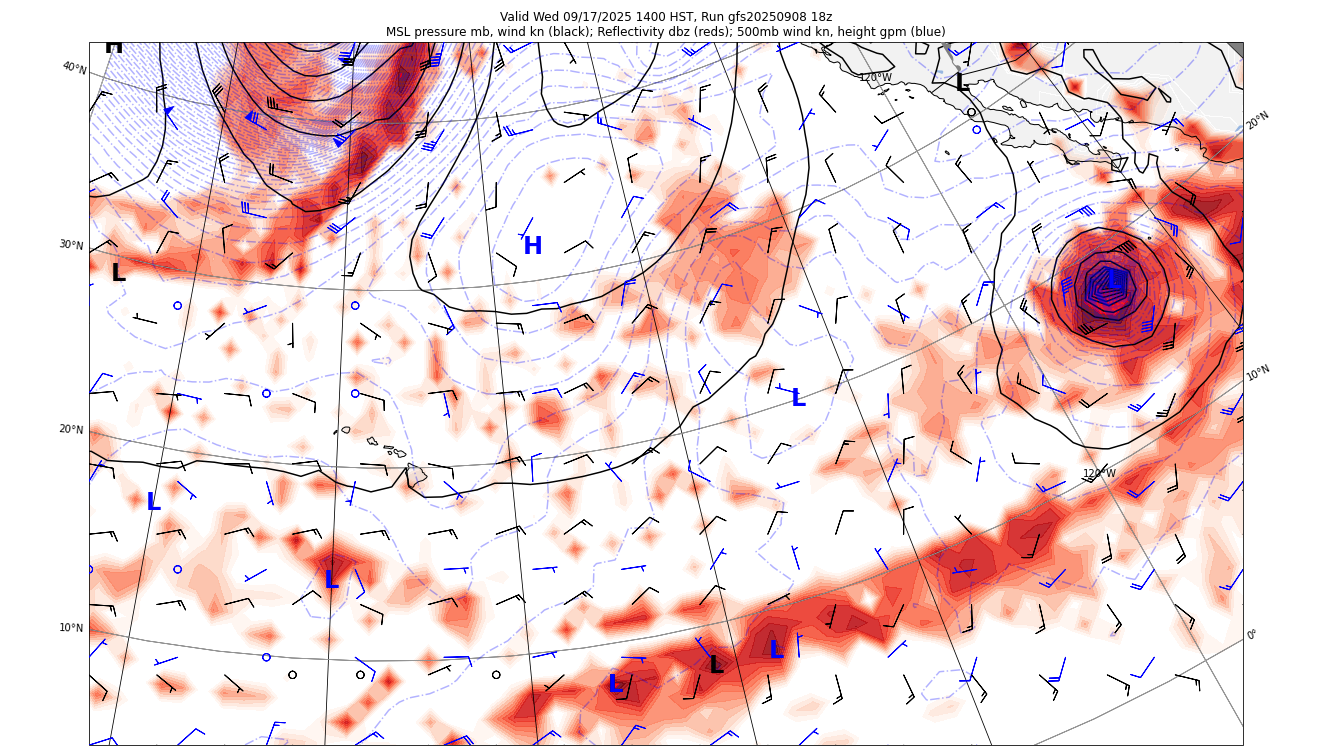 Valid Wed 09/17/2025 1400 HST, Run gfs20250908 18z
MSL pressure mb, wind kn (black); Reflectivity dbz (reds); 500mb wind kn, height gpm (blue)
H
40°N
120°W
L
20°N
30°N
H
L
L
10°N
L
20°N
120°W
L
L
10°N
0°
L
L
L